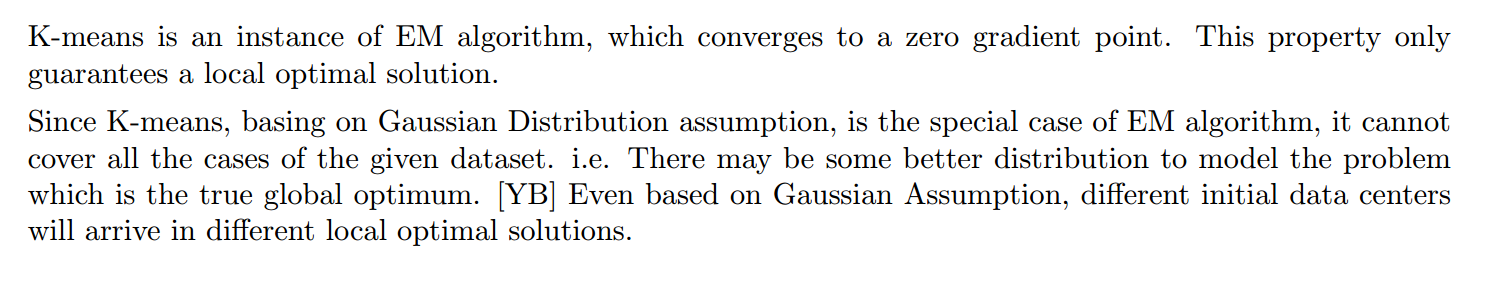 K-means is an instance of EM algorithm, which converges to a zero gradient point. This property only
guarantees a local optimal solution.
Since K-means, basing on Gaussian Distribution assumption, is the special case of EM algorithm, it cannot
cover all the cases of the given dataset. i.e. There may be some better distribution to model the problem
which is the true global optimum. [YB] Even based on Gaussian Assumption, different initial data centers
will arrive in different local optimal solutions.